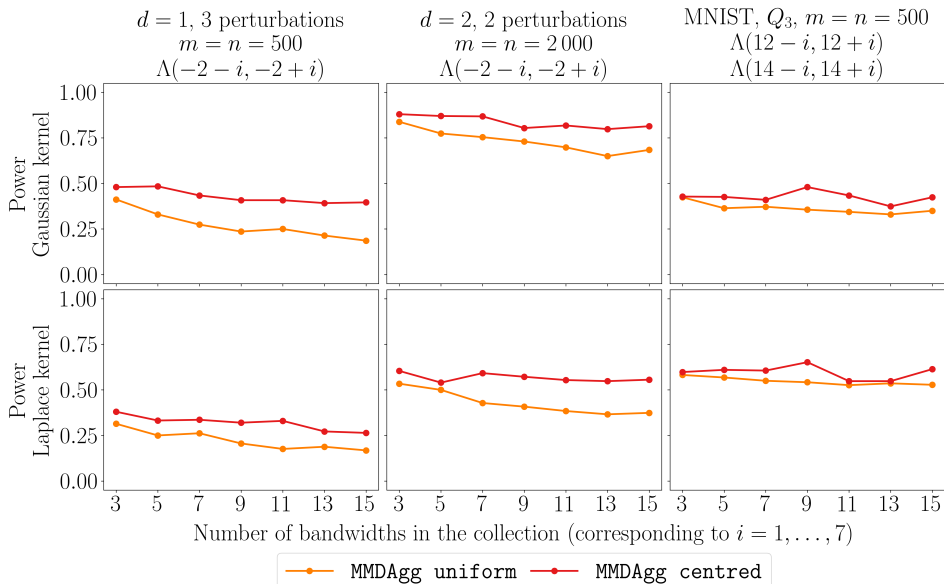 d = 1, 3 perturbations
m = n = 500
Λ(−2 − i, −2 + i)
d = 2, 2 perturbations
m = n = 2 000
Λ(−2 − i, −2 + i)
MNIST, Q₃, m = n = 500
Λ(12 − i, 12 + i)
Λ(14 − i, 14 + i)
Power
Gaussian kernel
1.00
0.75
0.50
0.25
0.00
Power
Laplace kernel
1.00
0.75
0.50
0.25
0.00
3 5 7 9 11 13 15
3 5 7 9 11 13 15
3 5 7 9 11 13 15
Number of bandwidths in the collection (corresponding to i = 1, . . . , 7)
MMDAgg uniform
MMDAgg centred